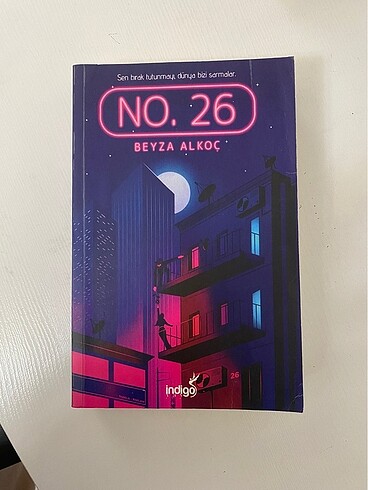 Sen bırak tutunmayı, dünya bizi sarmalar.
NO. 26
BEYZA ALKOÇ
26
indigo